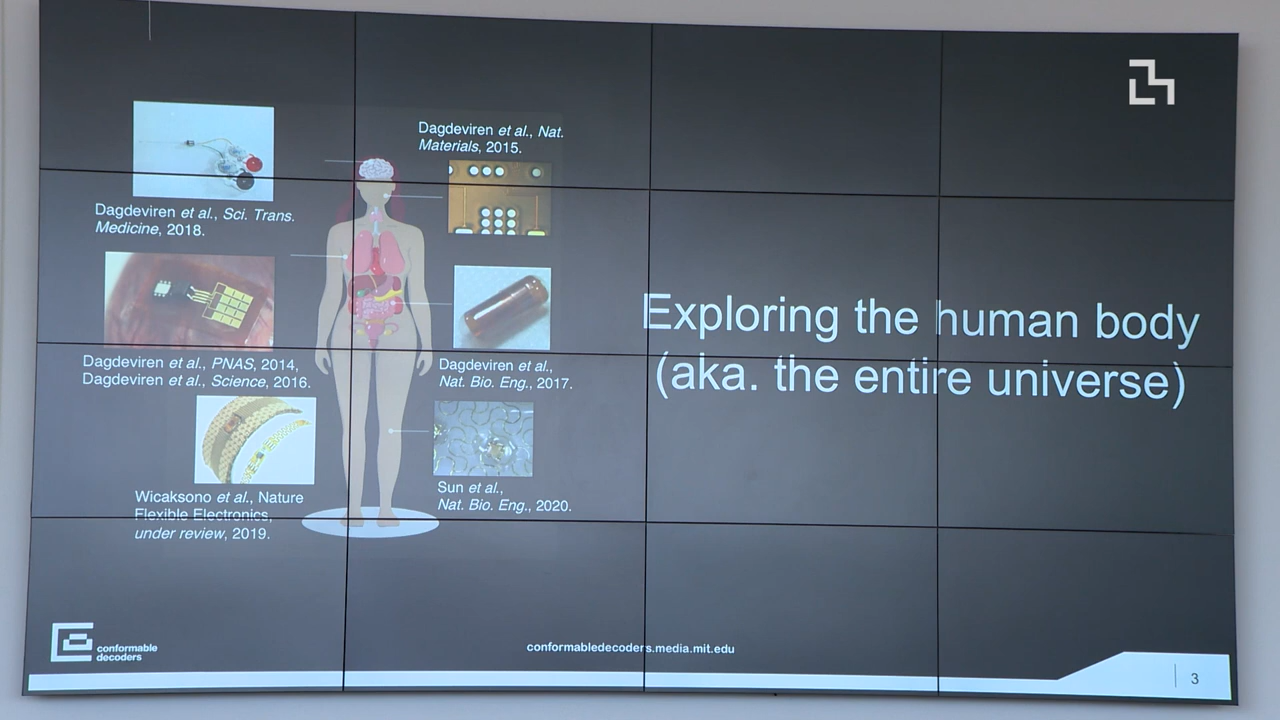 Dagdeviren et al., Nat.
Materials, 2015.
Dagdeviren et al., Sci. Trans.
Medicine, 2018.
Exploring the human body
(aka. the entire universe)
Dagdeviren et al., PNAS, 2014,
Dagdeviren et al., Science, 2016.
Dagdeviren et al.,
Nat. Bio. Eng., 2017.
Wicaksono et al., Nature
Flexible Electronics,
under review, 2019.
Sun et al.,
Nat. Bio. Eng., 2020.
conformable
decoders
conformabledecoders.media.mit.edu
3